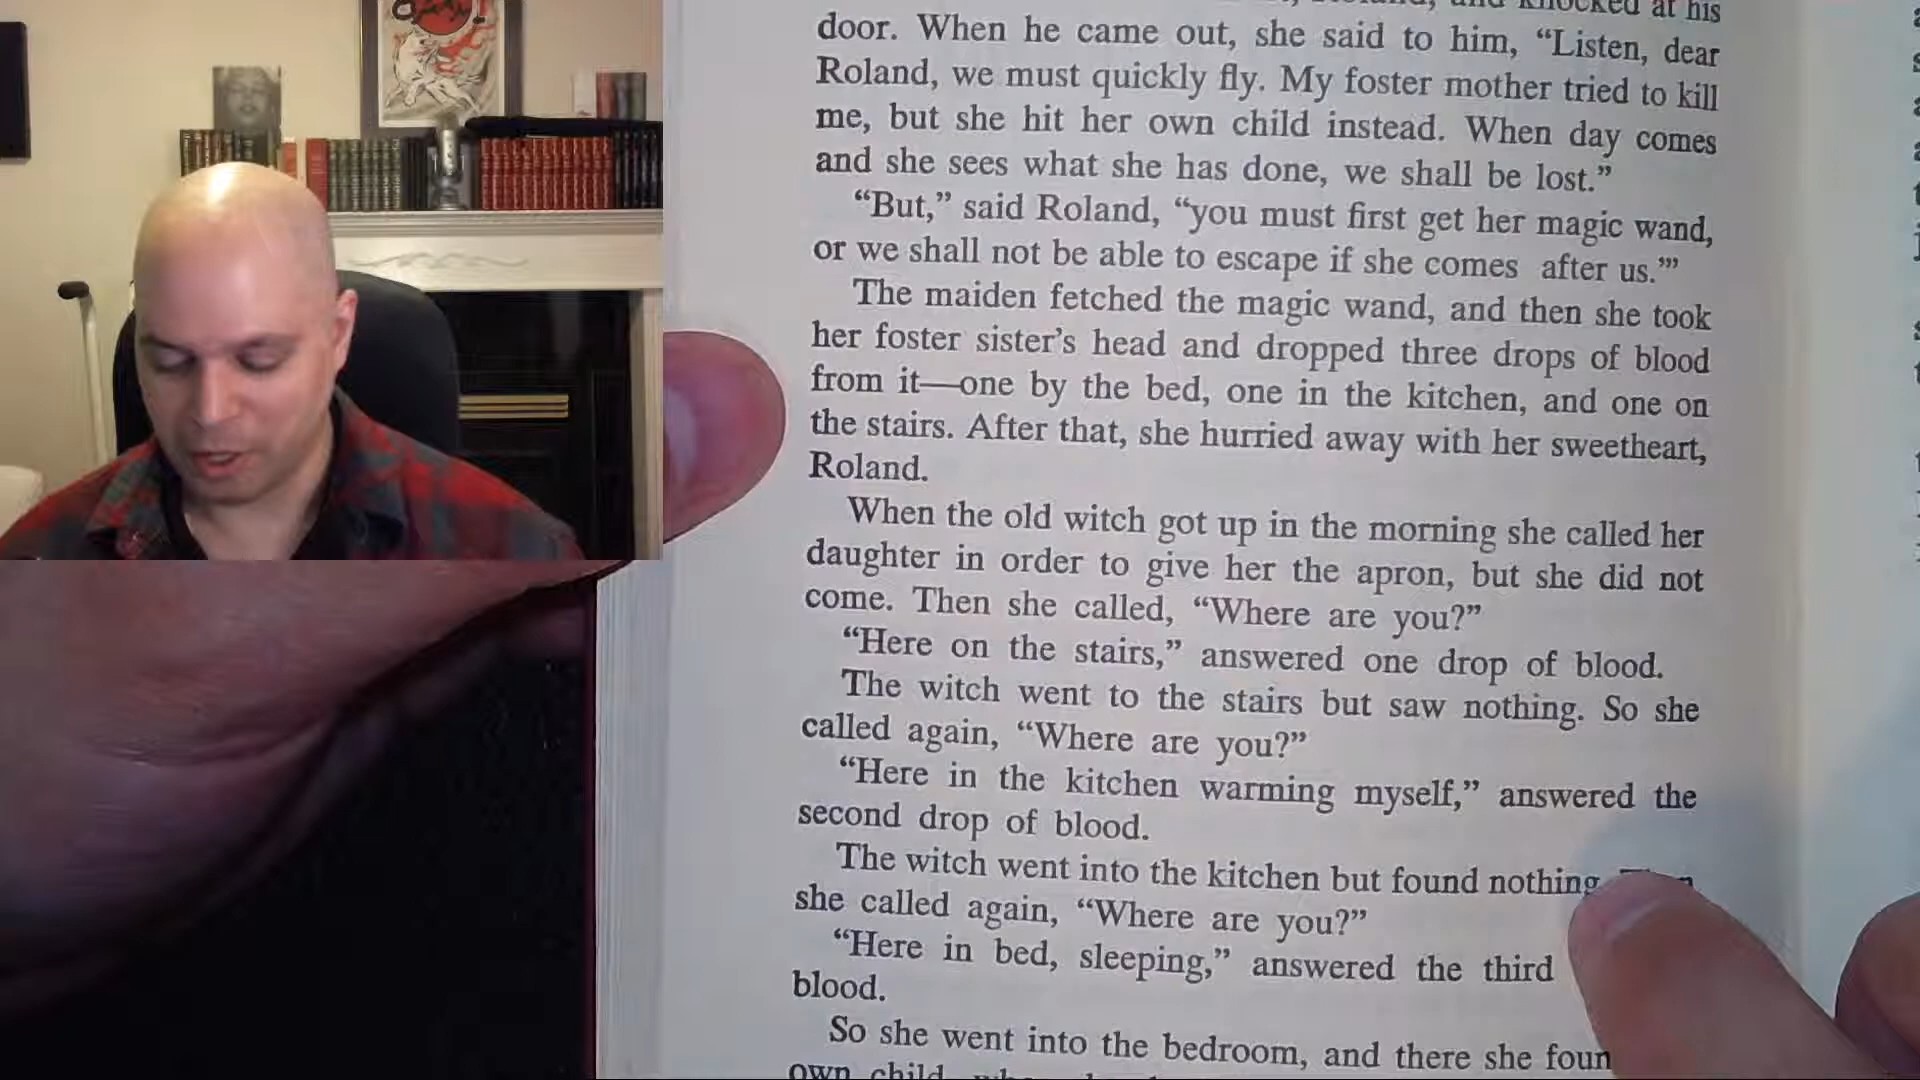 knocked at his
door. When he came out, she said to him, “Listen, dear
Roland, we must quickly fly. My foster mother tried to kill
me, but she hit her own child instead. When day comes
and she sees what she has done, we shall be lost.”
“But,” said Roland, “you must first get her magic wand,
or we shall not be able to escape if she comes after us.’”
The maiden fetched the magic wand, and then she took
her foster sister’s head and dropped three drops of blood
from it—one by the bed, one in the kitchen, and one on
the stairs. After that, she hurried away with her sweetheart,
Roland.
When the old witch got up in the morning she called her
daughter in order to give her the apron, but she did not
come. Then she called, “Where are you?”
“Here on the stairs,” answered one drop of blood.
The witch went to the stairs but saw nothing. So she
called again, “Where are you?”
“Here in the kitchen warming myself,” answered the
second drop of blood.
The witch went into the kitchen but found nothing.
she called again, “Where are you?”
“Here in bed, sleeping,” answered the third
blood.
So she went into the bedroom, and there she
own child